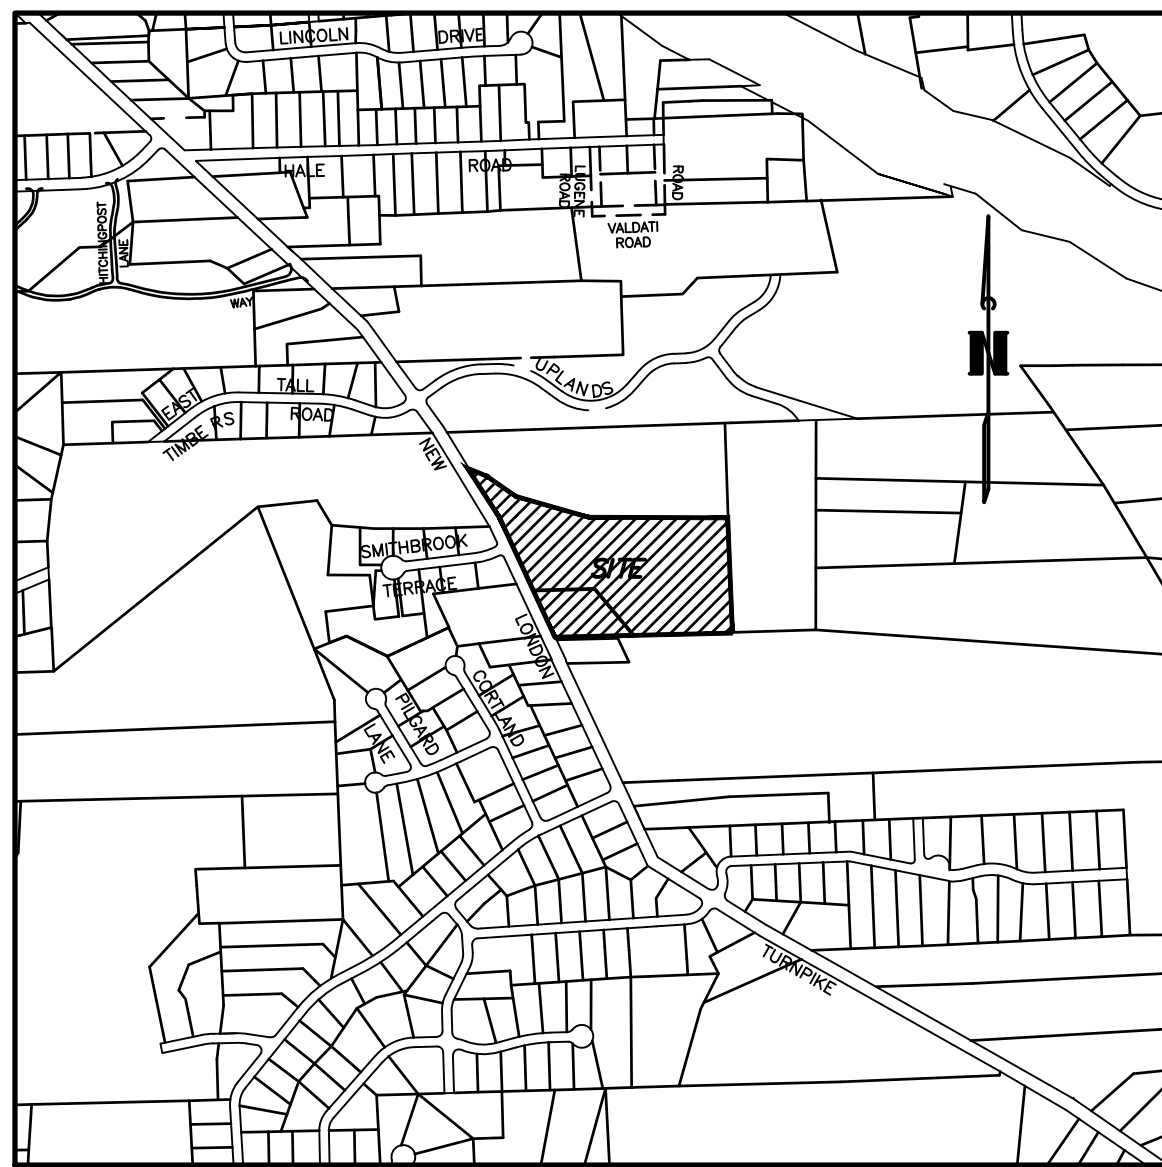 LINCOLN DRIVE
HALE ROAD
LUGENE
ROAD
ROAD
VALDATI
ROAD
HITCHINGPOST
LANE
WAY
N
UPLANDS
EAST
TALL
TIMBERS
ROAD
NEW
SMITHBROOK
TERRACE
SITE
LONDON
CORTLAND
PILGARD
LANE
TURNPIKE